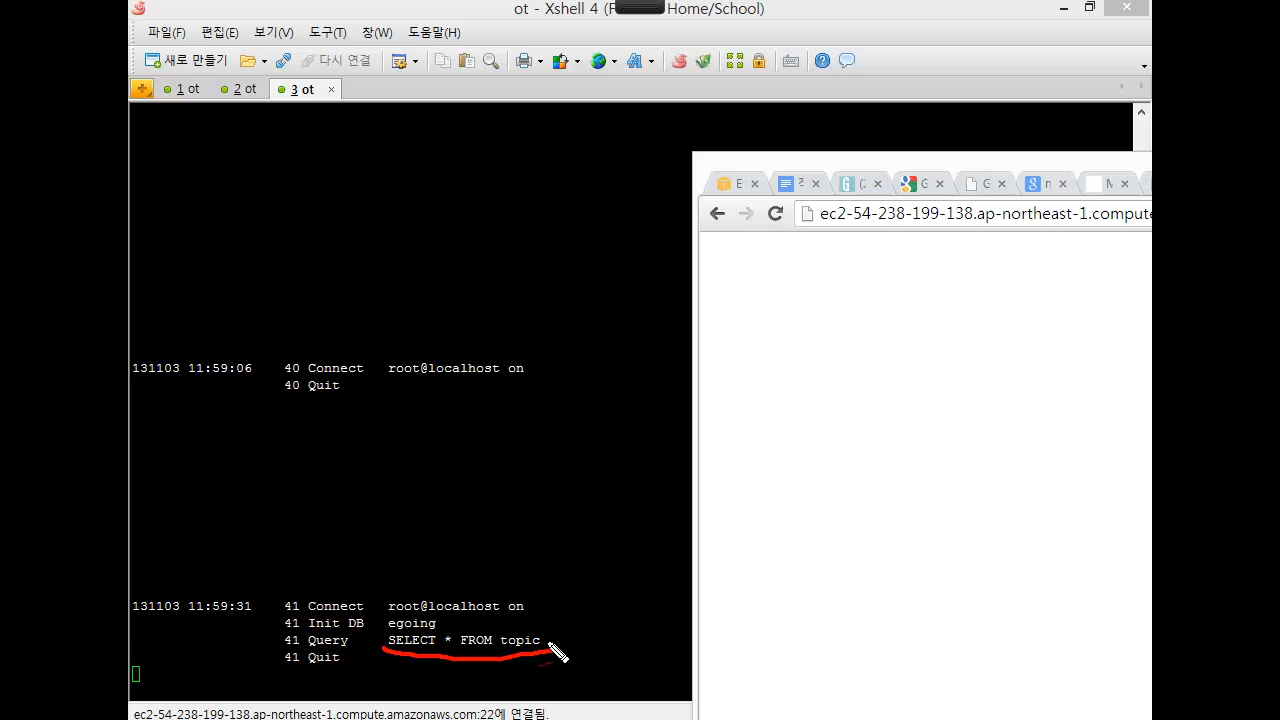 ot - Xshell 4 (F Home/School)
파일(F) 편집(E) 보기(V) 도구(T) 창(W) 도움말(H)
새로 만들기 다시 연결
1 ot 2 ot 3 ot
E G G M
ec2-54-238-199-138.ap-northeast-1.compute
131103 11:59:06 40 Connect root@localhost on
40 Quit
131103 11:59:31 41 Connect root@localhost on
41 Init DB egoing
41 Query SELECT * FROM topic
41 Quit
ec2-54-238-199-138.ap-northeast-1.compute.amazonaws.com:22에 연결됨.